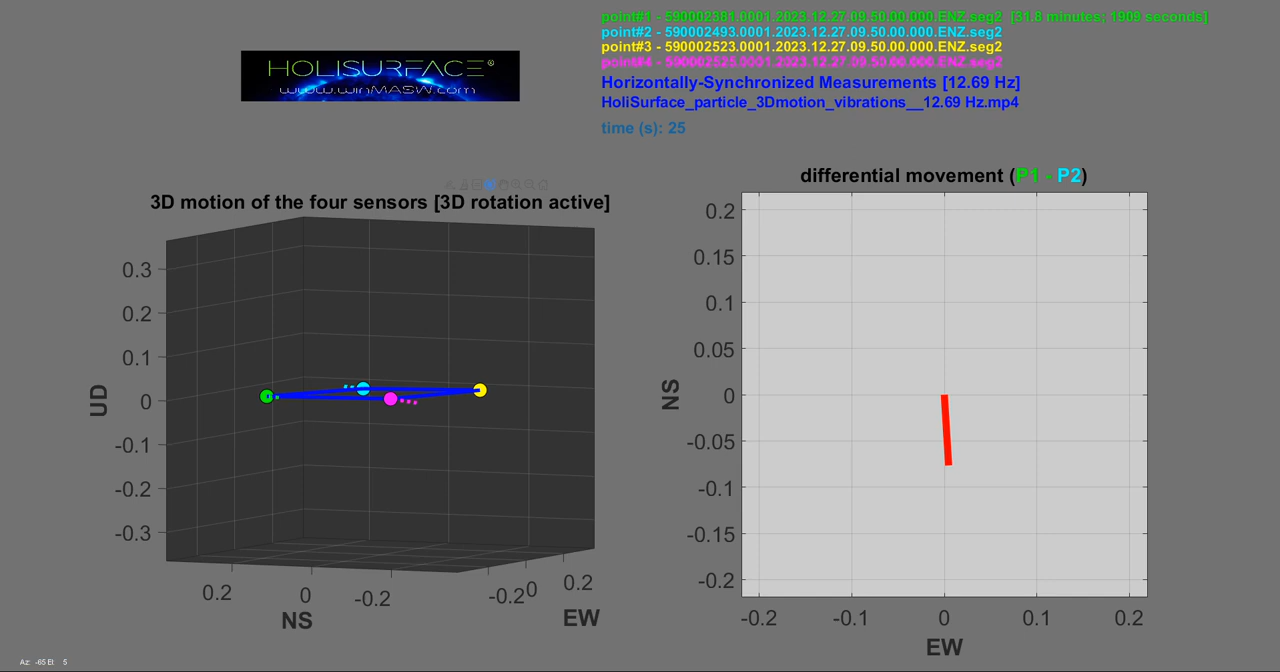 point#1 - 590002381.0001.2023.12.27.09.50.00.000.ENZ.seg2 [31.8 minutes; 1909 seconds]
point#2 - 590002493.0001.2023.12.27.09.50.00.000.ENZ.seg2
point#3 - 590002523.0001.2023.12.27.09.50.00.000.ENZ.seg2
point#4 - 590002525.0001.2023.12.27.09.50.00.000.ENZ.seg2
HOLISURFACE®
www.winMASW.com
Horizontally-Synchronized Measurements [12.69 Hz]
HoliSurface_particle_3Dmotion_vibrations__12.69 Hz.mp4
time (s): 25
3D motion of the four sensors [3D rotation active]
0.3
0.2
0.1
0
-0.1
-0.2
-0.3
UD
0.2
0
-0.2
NS
-0.2
0
0.2
EW
differential movement (P1 - P2)
0.2
0.15
0.1
0.05
0
-0.05
-0.1
-0.15
-0.2
NS
-0.2
-0.1
0
0.1
0.2
EW
Az: -65 El: 5